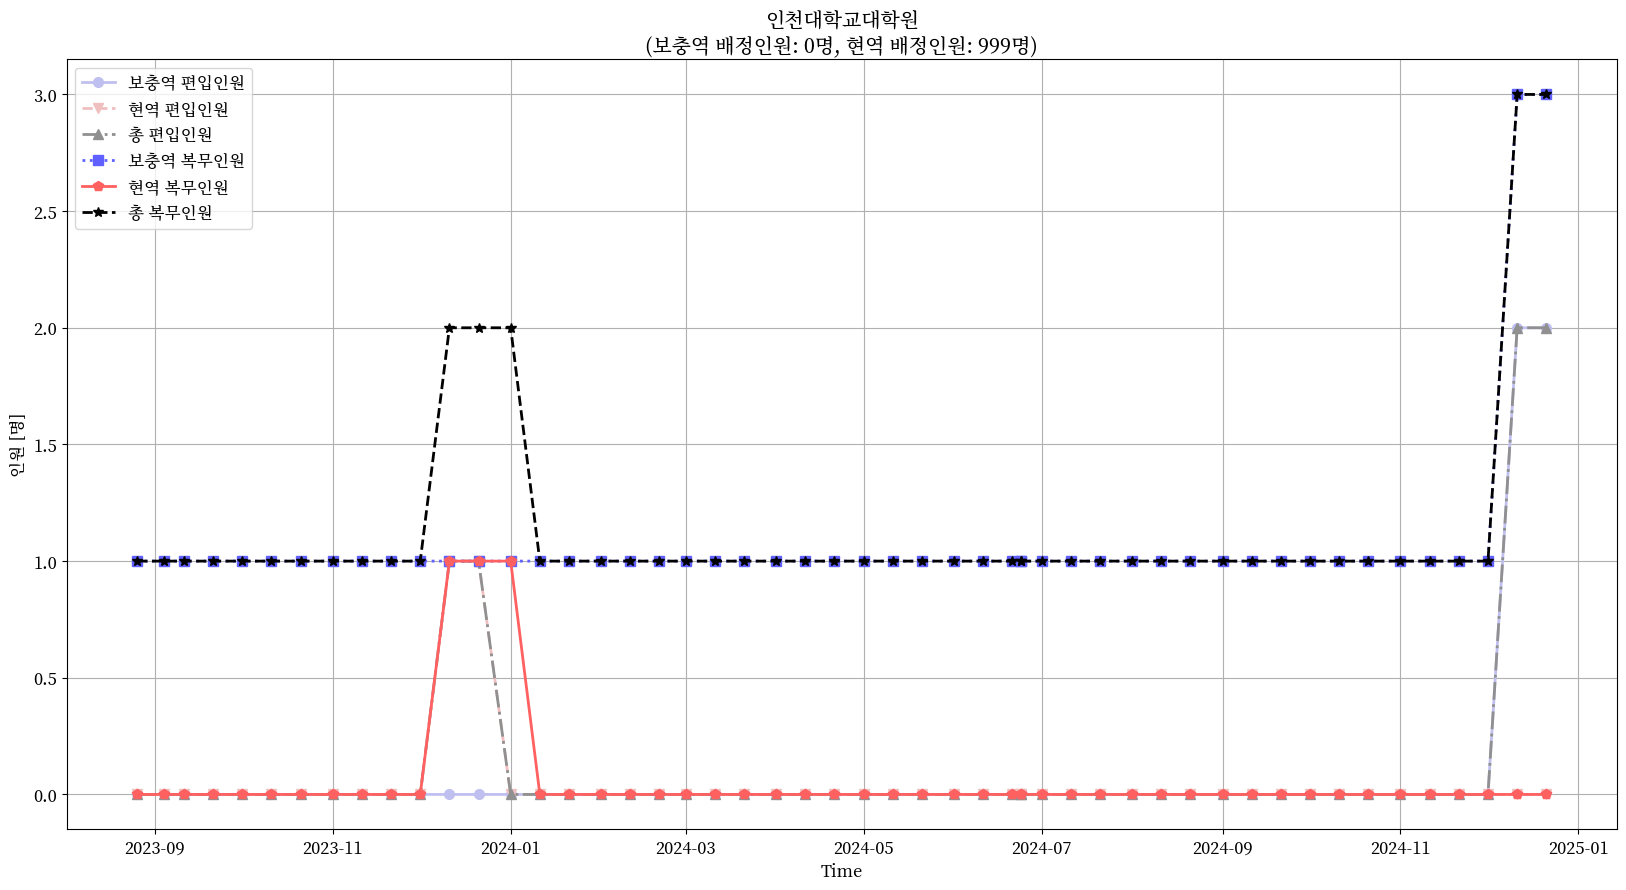 인천대학교대학원
(보충역 배정인원: 0명, 현역 배정인원: 999명)
보충역 편입인원
현역 편입인원
총 편입인원
보충역 복무인원
현역 복무인원
총 복무인원
인원 [명]
3.0
2.5
2.0
1.5
1.0
0.5
0.0
2023-09
2023-11
2024-01
2024-03
2024-05
2024-07
2024-09
2024-11
2025-01
Time